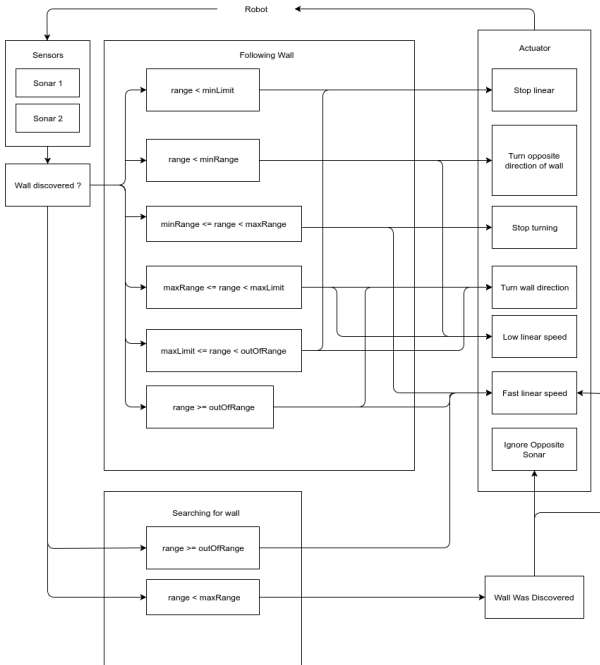 Robot
Sensors
Sonar 1
Sonar 2
Wall discovered ?
Following Wall
range < minLimit
range < minRange
minRange <= range < maxRange
maxRange <= range < maxLimit
maxLimit <= range < outOfRange
range >= outOfRange
Actuator
Stop linear
Turn opposite
direction of wall
Stop turning
Turn wall direction
Low linear speed
Fast linear speed
Ignore Opposite
Sonar
Searching for wall
range >= outOfRange
range < maxRange
Wall Was Discovered